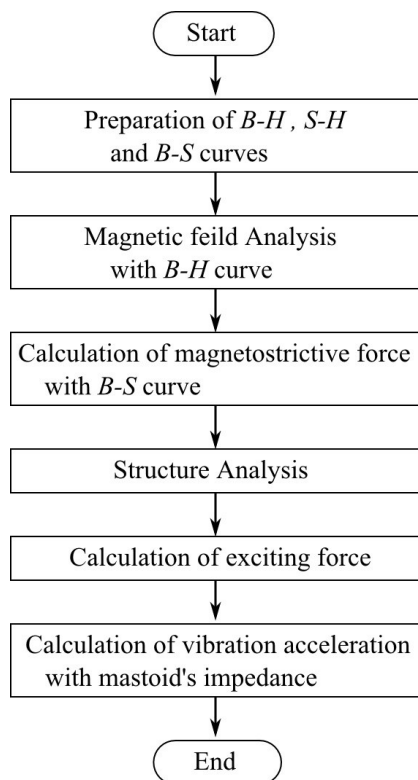 Start
Preparation of B-H , S-H
and B-S curves
Magnetic feild Analysis
with B-H curve
Calculation of magnetostrictive force
with B-S curve
Structure Analysis
Calculation of exciting force
Calculation of vibration acceleration
with mastoid's impedance
End